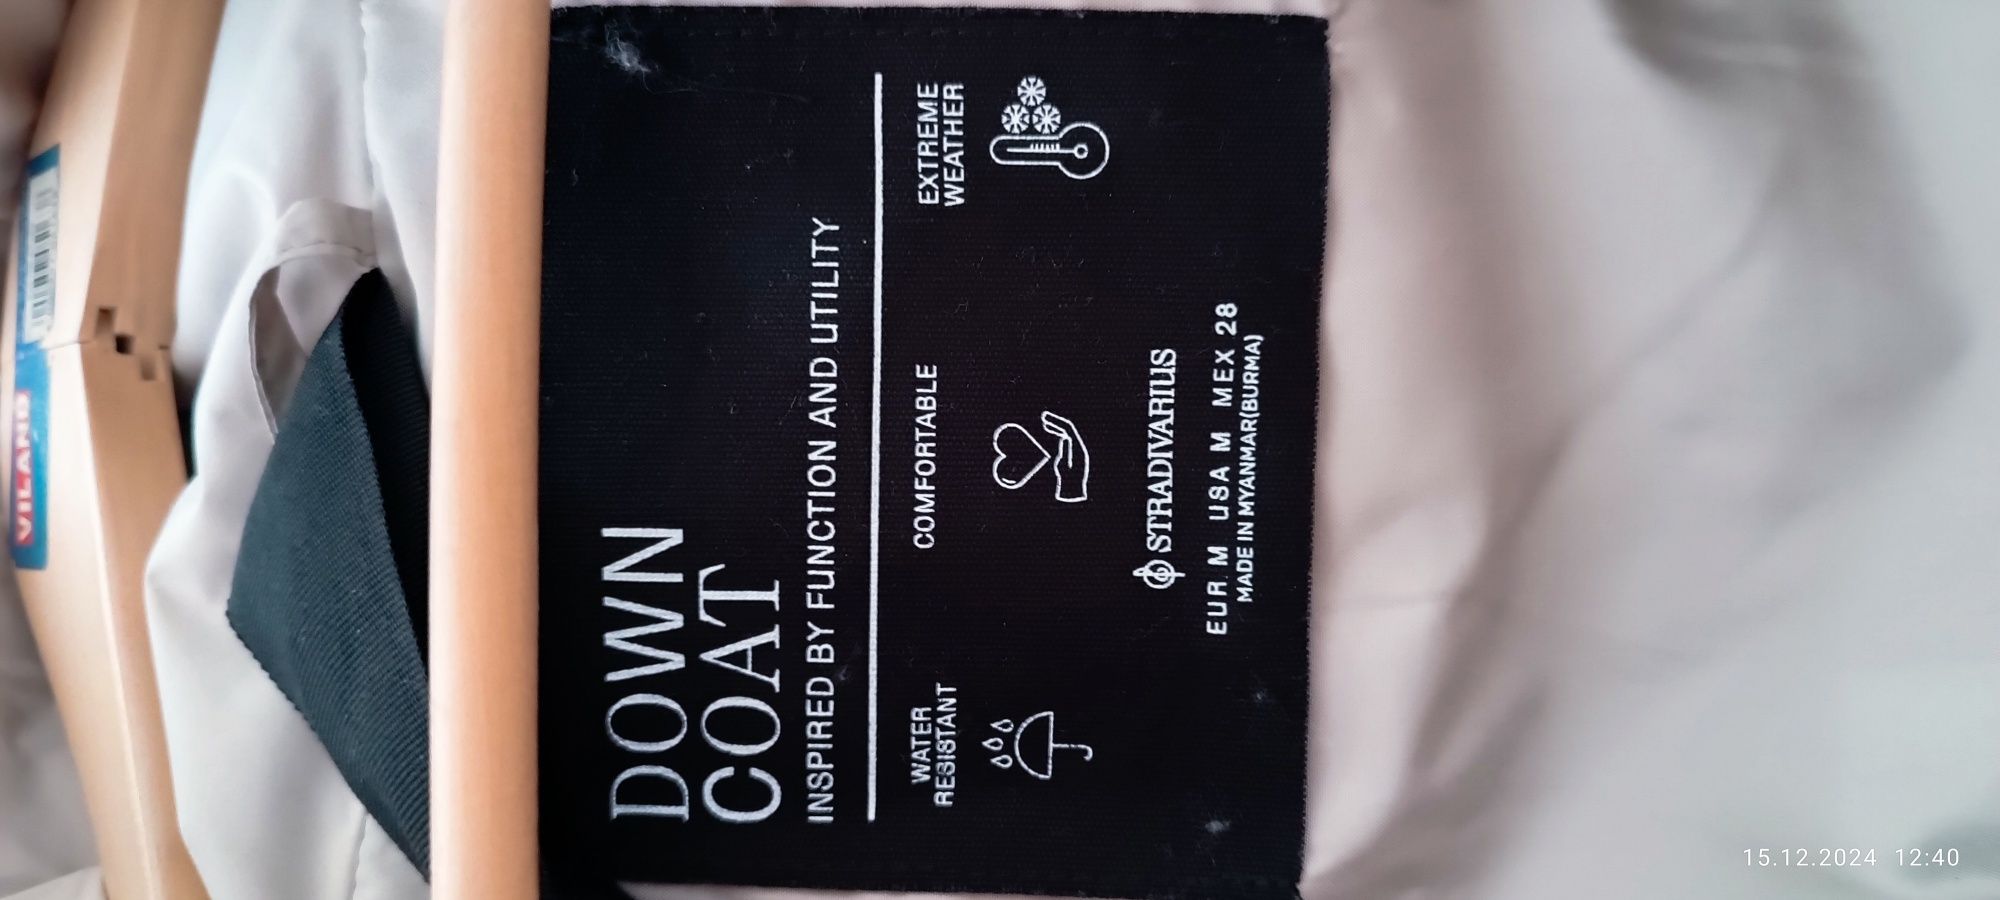 DOWN
COAT
INSPIRED BY FUNCTION AND UTILITY
WATER
RESISTANT
COMFORTABLE
EXTREME
WEATHER
STRADIVARIUS
EUR.M USA M MEX 28
MADE IN MYANMAR(BURMA)
VILAND
15.12.2024 12:40